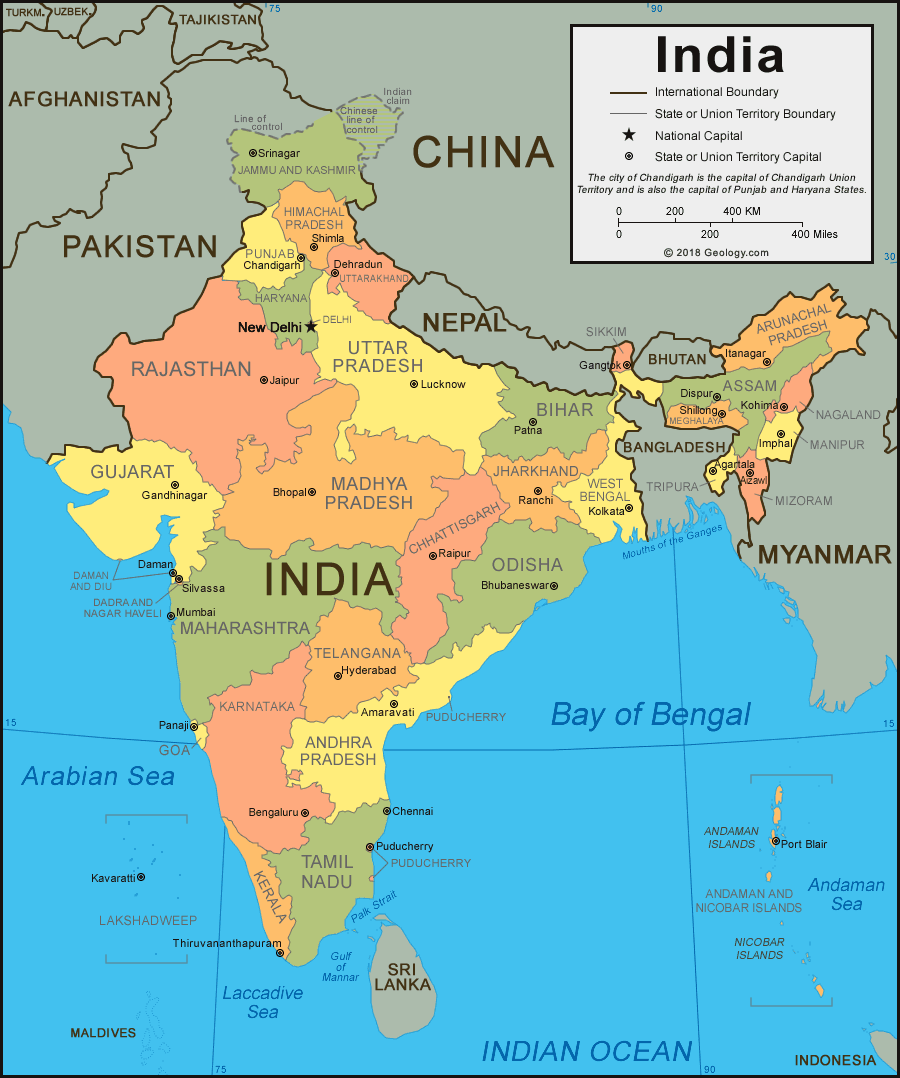 TURKM.
UZBEK.
TAJIKISTAN
75
90
AFGHANISTAN
Indian
claim
Chinese
line of
control
Line of
control
CHINA
Srinagar
JAMMU AND KASHMIR
India
International Boundary
State or Union Territory Boundary
National Capital
State or Union Territory Capital
The city of Chandigarh is the capital of Chandigarh Union
Territory and is also the capital of Punjab and Haryana States.
0 200 400 KM
0 200 400 Miles
© 2018 Geology.com
PAKISTAN
HIMACHAL
PRADESH
Shimla
PUNJAB
Chandigarh
Dehradun
UTTARAKHAND
30
HARYANA
DELHI
New Delhi
NEPAL
SIKKIM
Gangtok
BHUTAN
ARUNACHAL
PRADESH
Itanagar
RAJASTHAN
Jaipur
UTTAR
PRADESH
Lucknow
BIHAR
Patna
ASSAM
Dispur
Shillong
MEGHALAYA
Kohima
NAGALAND
Imphal
MANIPUR
BANGLADESH
Agartala
Aizawl
TRIPURA
MIZORAM
GUJARAT
Gandhinagar
Bhopal
MADHYA
PRADESH
JHARKHAND
Ranchi
WEST
BENGAL
Kolkata
CHHATTISGARH
Raipur
Mouths of the Ganges
MYANMAR
ODISHA
Bhubaneswar
INDIA
Daman
DAMAN
AND DIU
Silvassa
DADRA AND
NAGAR HAVELI
Mumbai
MAHARASHTRA
TELANGANA
Hyderabad
KARNATAKA
Amaravati
PUDUCHERRY
Bay of Bengal
15
15
Panaji
GOA
ANDHRA
PRADESH
Arabian Sea
Bengaluru
Chennai
ANDAMAN
ISLANDS
Port Blair
Puducherry
PUDUCHERRY
TAMIL
NADU
KERALA
Kavaratti
LAKSHADWEEP
Palk Strait
ANDAMAN AND
NICOBAR ISLANDS
Andaman
Sea
NICOBAR
ISLANDS
Thiruvananthapuram
Gulf
of
Mannar
SRI
LANKA
Laccadive
Sea
MALDIVES
INDIAN OCEAN
INDONESIA
75
90